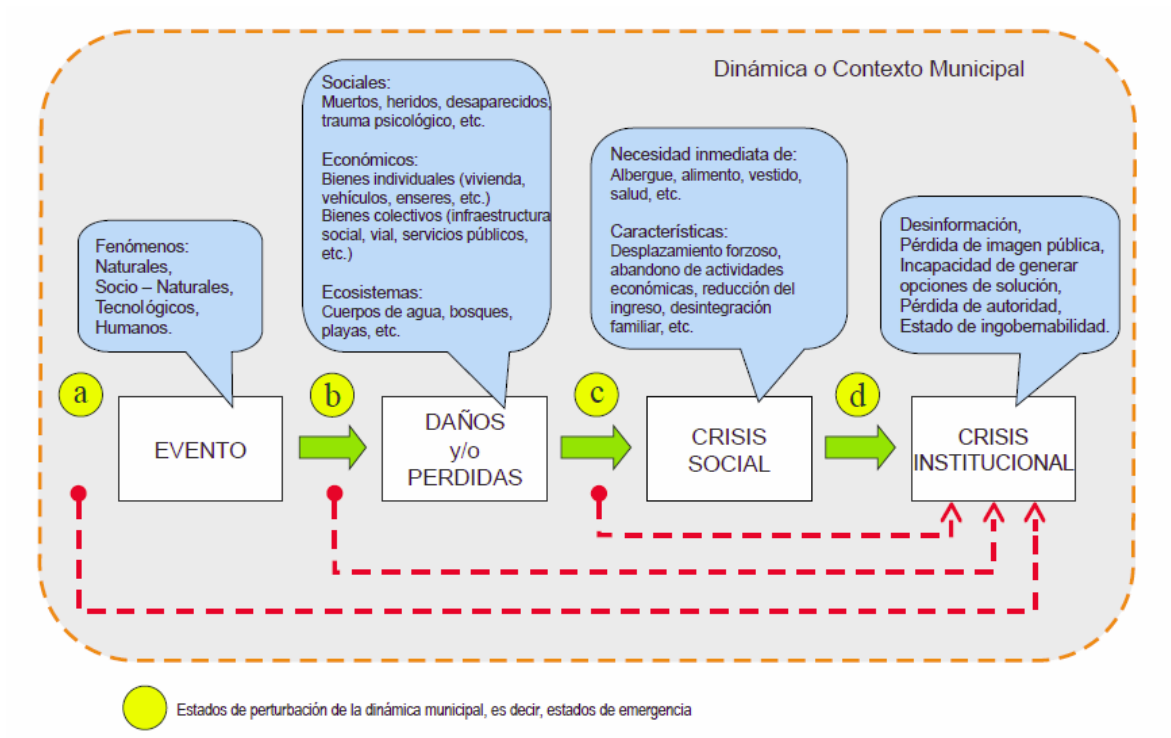 Dinámica o Contexto Municipal
Sociales:
Muertos, heridos, desaparecidos,
trauma psicológico, etc.
Económicos:
Bienes individuales (vivienda,
vehículos, enseres, etc.)
Bienes colectivos (infraestructura
social, vial, servicios públicos,
etc.)
Ecosistemas:
Cuerpos de agua, bosques,
playas, etc.
Necesidad inmediata de:
Albergue, alimento, vestido,
salud, etc.
Características:
Desplazamiento forzoso,
abandono de actividades
económicas, reducción del
ingreso, desintegración
familiar, etc.
Desinformación,
Pérdida de imagen pública,
Incapacidad de generar
opciones de solución,
Pérdida de autoridad,
Estado de ingobernabilidad.
Fenómenos:
Naturales,
Socio – Naturales,
Tecnológicos,
Humanos.
a
EVENTO
b
DAÑOS
y/o
PERDIDAS
c
CRISIS
SOCIAL
d
CRISIS
INSTITUCIONAL
Estados de perturbación de la dinámica municipal, es decir, estados de emergencia